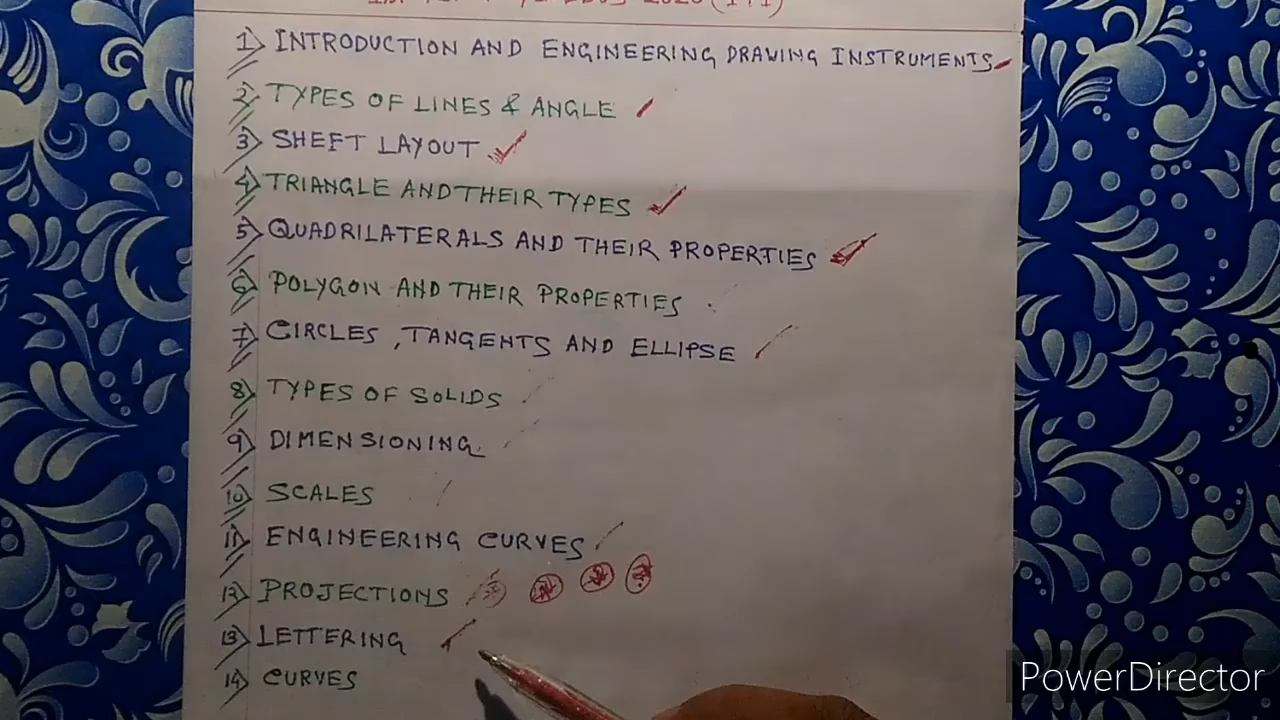 1) INTRODUCTION AND ENGINEERING DRAWING INSTRUMENTS
2) TYPES OF LINES & ANGLE
3) SHEET LAYOUT
4) TRIANGLE AND THEIR TYPES
5) QUADRILATERALS AND THEIR PROPERTIES
6) POLYGON AND THEIR PROPERTIES
7) CIRCLES, TANGENTS AND ELLIPSE
8) TYPES OF SOLIDS
9) DIMENSIONING
10) SCALES
11) ENGINEERING CURVES
12) PROJECTIONS
13) LETTERING
14) CURVES
PowerDirector